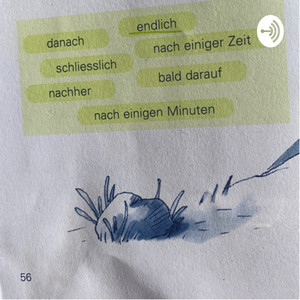 endlich
danach
nach einiger Zeit
schliesslich
bald darauf
nachher
nach einigen Minuten
56